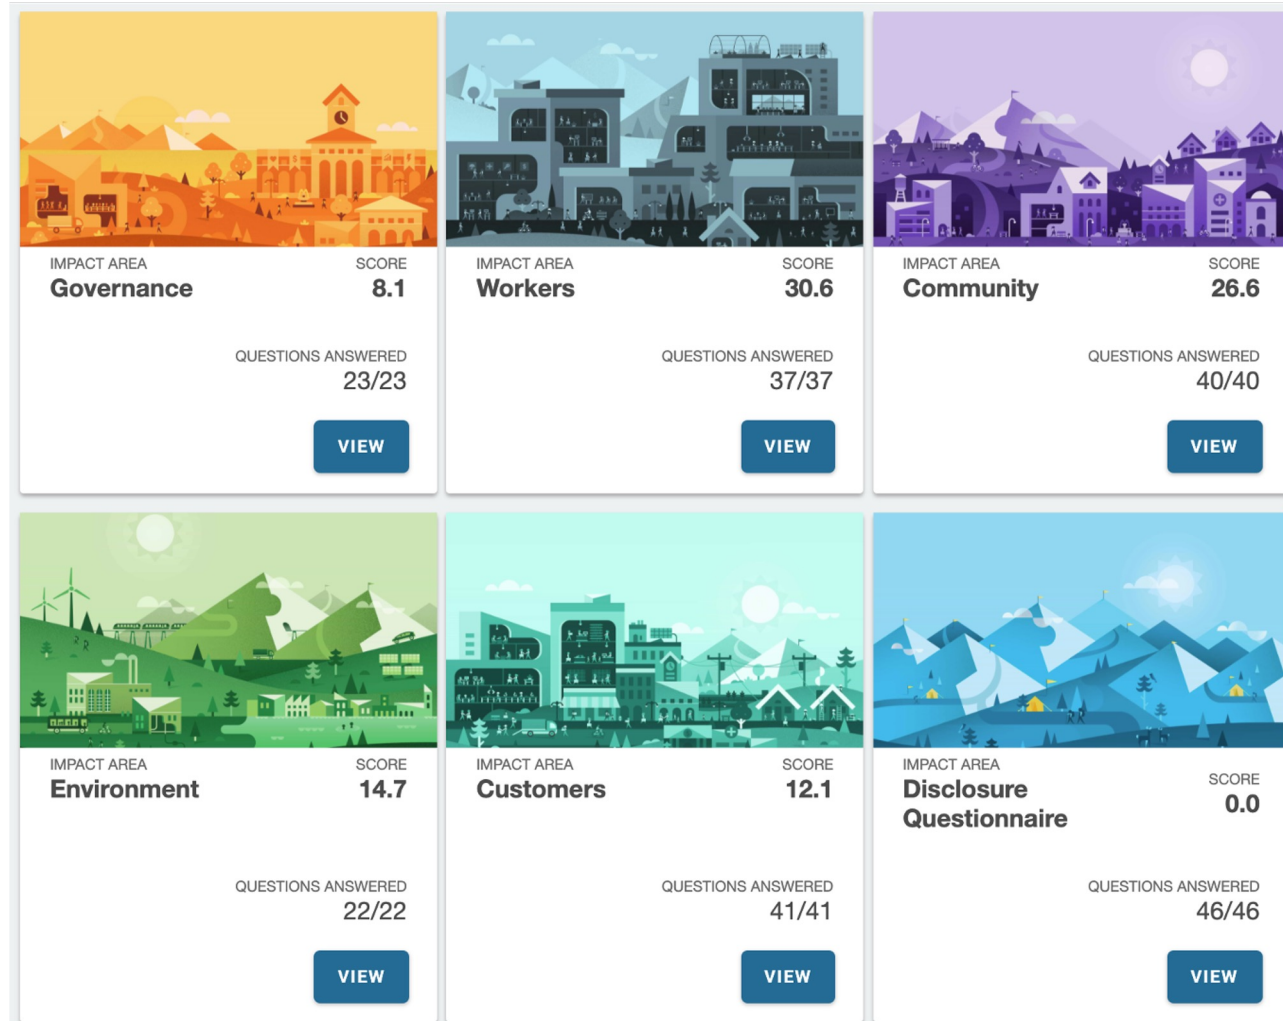 IMPACT AREA SCORE
Governance 8.1
QUESTIONS ANSWERED
23/23
VIEW
IMPACT AREA SCORE
Workers 30.6
QUESTIONS ANSWERED
37/37
VIEW
IMPACT AREA SCORE
Community 26.6
QUESTIONS ANSWERED
40/40
VIEW
IMPACT AREA SCORE
Environment 14.7
QUESTIONS ANSWERED
22/22
VIEW
IMPACT AREA SCORE
Customers 12.1
QUESTIONS ANSWERED
41/41
VIEW
IMPACT AREA
Disclosure
Questionnaire
SCORE
0.0
QUESTIONS ANSWERED
46/46
VIEW